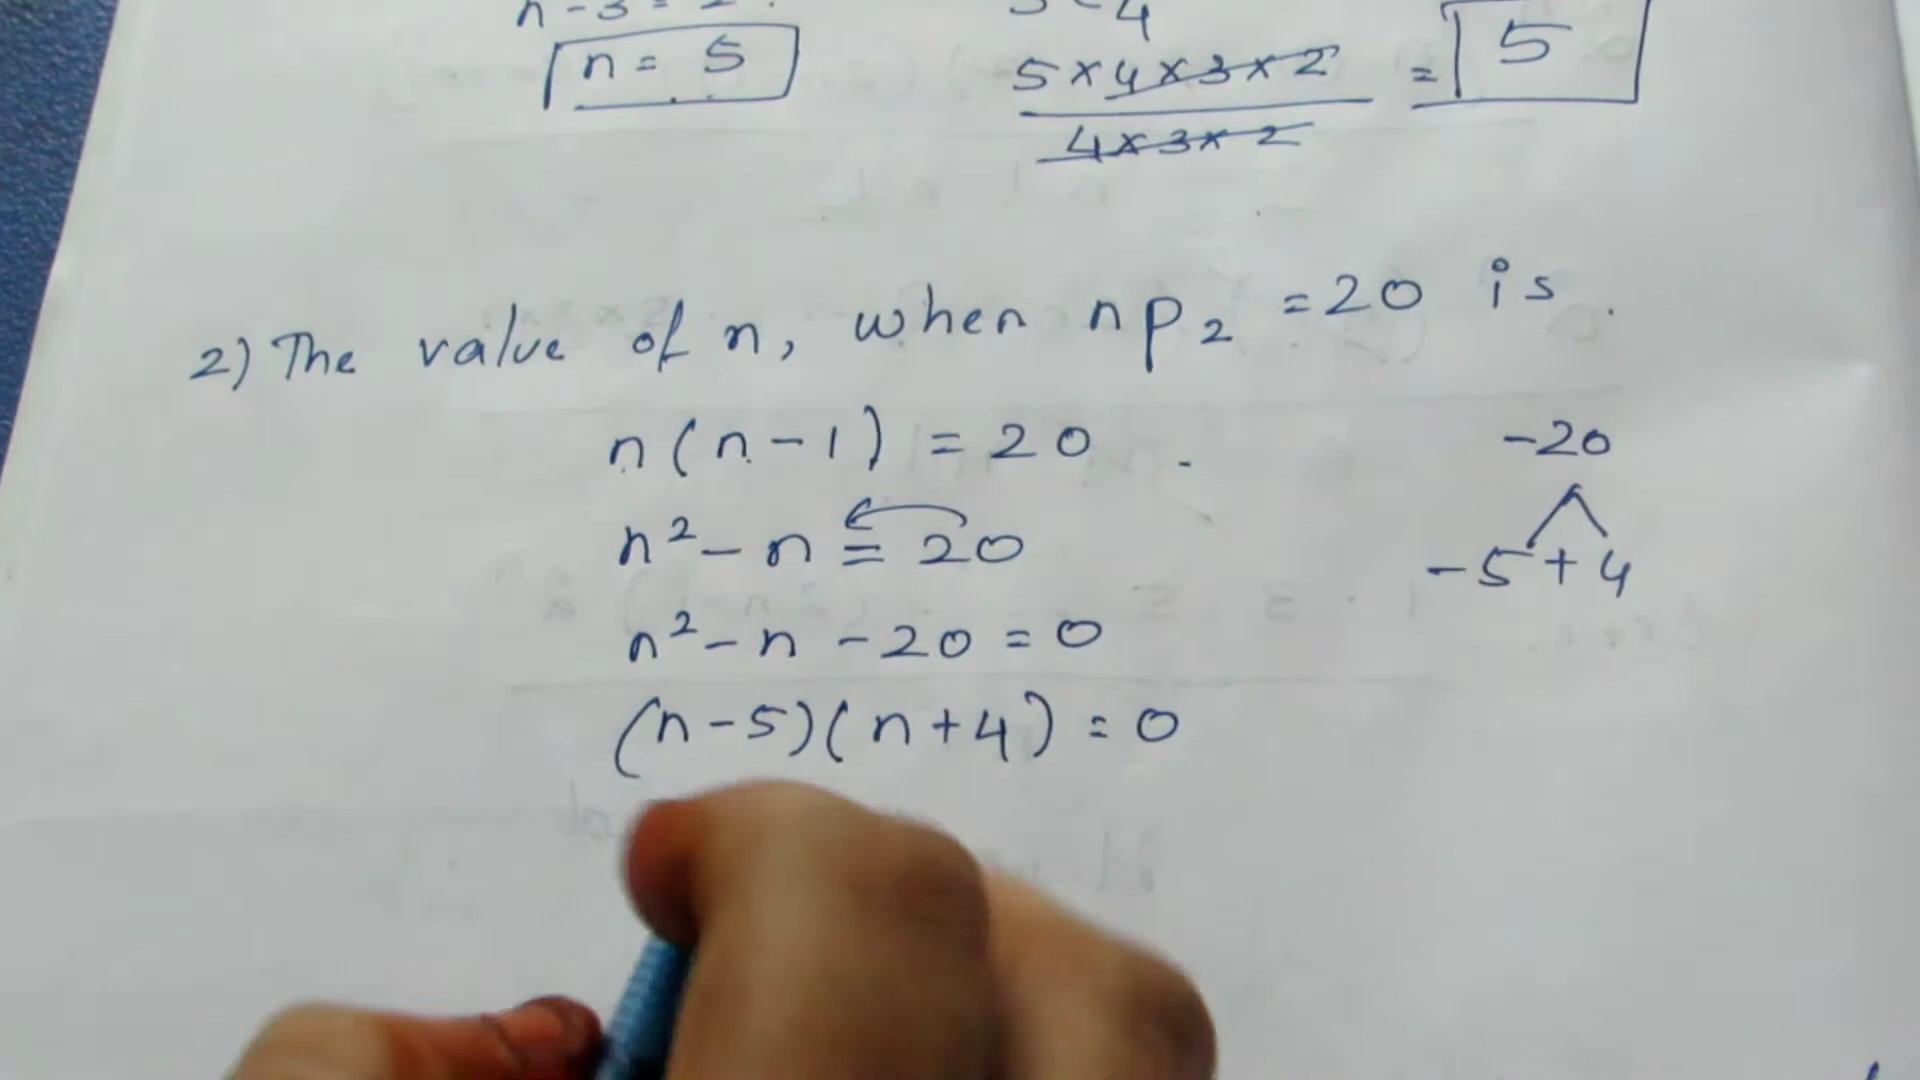 n = 5
5 × 4 × 3 × 2 = 5
4 × 3 × 2
2) The value of n, when nP₂ = 20 is .
n(n - 1) = 20 .
n² - n = 20
n² - n - 20 = 0
(n - 5)(n + 4) = 0
-20
-5 + 4